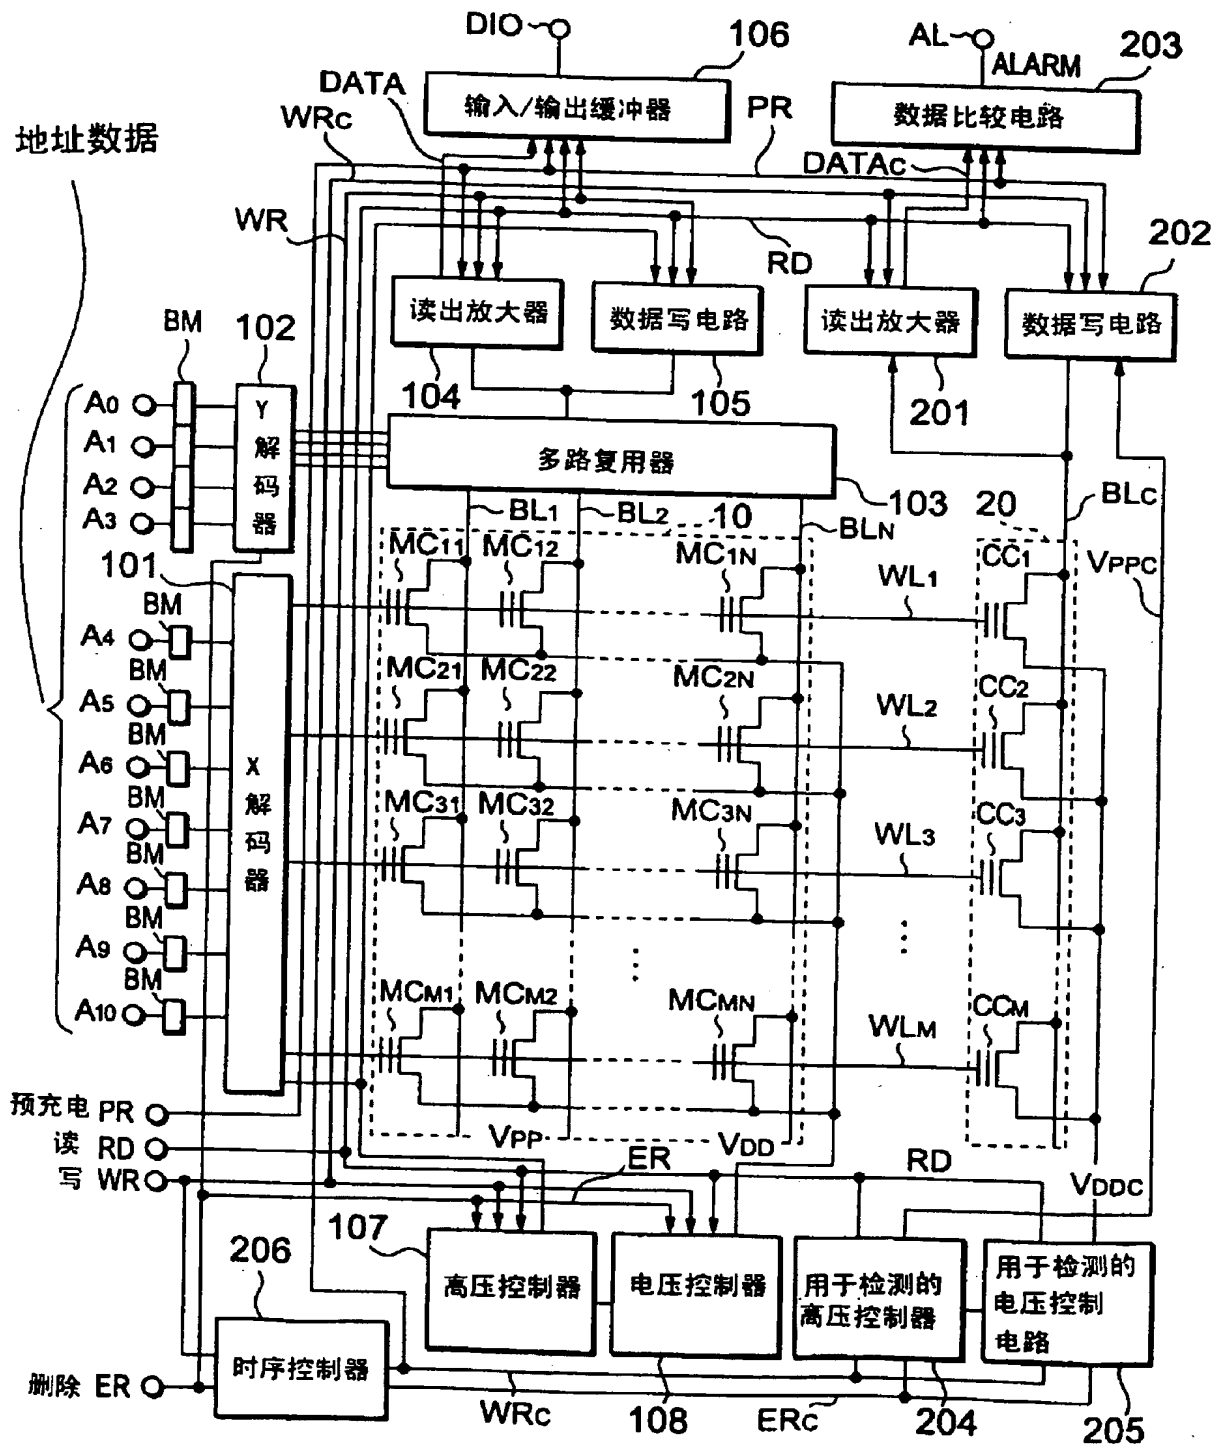 DIO
106
AL
ALARM
203
DATA
输入/输出缓冲器
PR
数据比较电路
WRC
地址数据
DATAC
WR
RD
202
BM
102
读出放大器
数据写电路
读出放大器
数据写电路
104
105
201
A0
Y解码器
A1
多路复用器
A2
A3
103
BLC
BL1
BL2
10
BLN
20
VPPC
101
MC11
MC12
MC1N
WL1
CC1
BM
A4
BM
MC21
MC22
MC2N
WL2
CC2
A5
BM
A6
X解码器
BM
MC31
MC32
MC3N
WL3
CC3
A7
BM
A8
BM
A9
BM
MCM1
MCM2
MCMN
WLM
CCM
A10
预充电 PR
读 RD
VPP
VDD
ER
RD
VDDC
写 WR
107
206
高压控制器
电压控制器
用于检测的高压控制器
用于检测的电压控制电路
时序控制器
删除 ER
WRC
108
ERC
204
205